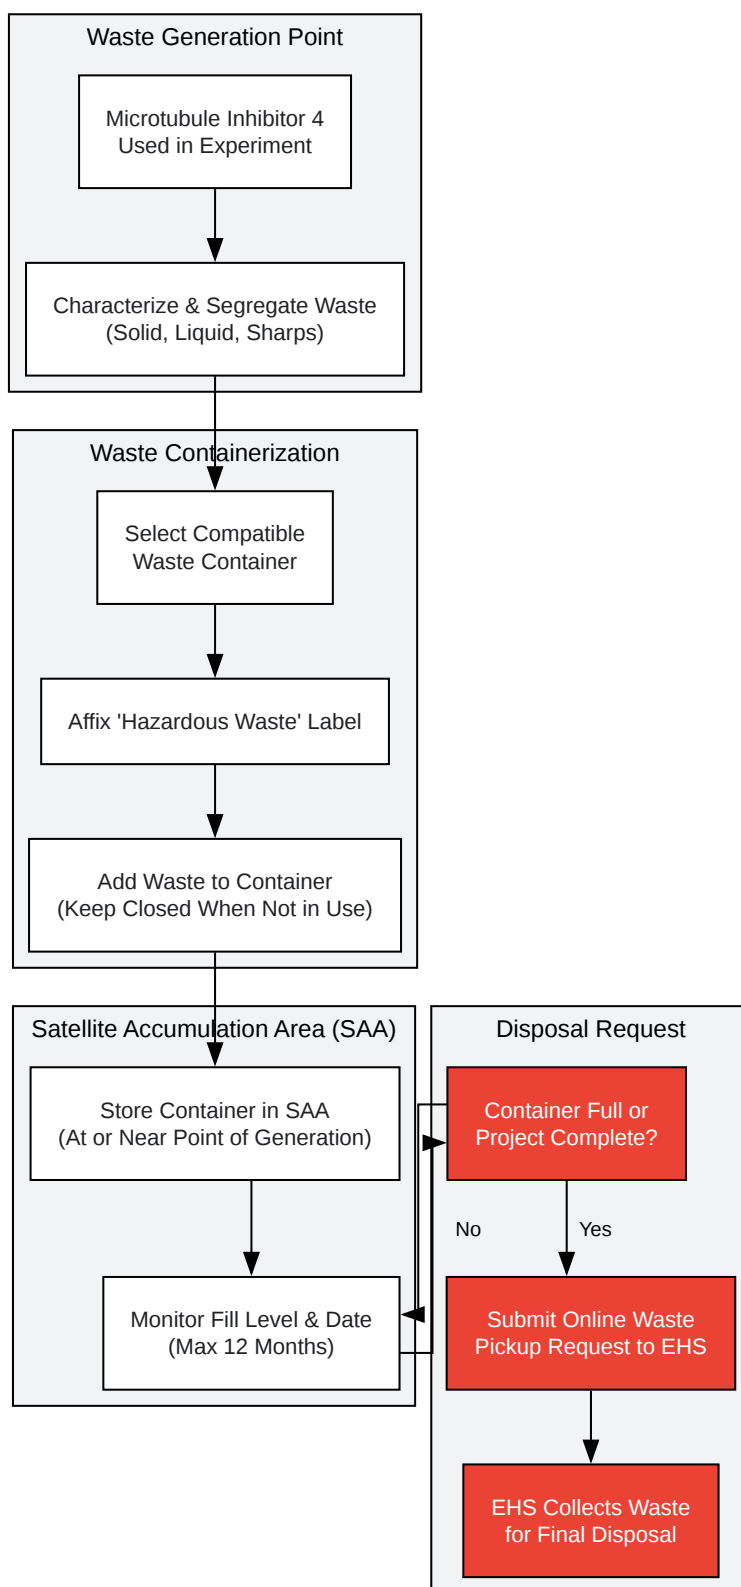 Waste Generation Point
Microtubule Inhibitor 4
Used in Experiment
Characterize & Segregate Waste
(Solid, Liquid, Sharps)
Waste Containerization
Select Compatible
Waste Container
Affix 'Hazardous Waste' Label
Add Waste to Container
(Keep Closed When Not in Use)
Satellite Accumulation Area (SAA)
Store Container in SAA
(At or Near Point of Generation)
Monitor Fill Level & Date
(Max 12 Months)
Disposal Request
Container Full or
Project Complete?
No
Yes
Submit Online Waste
Pickup Request to EHS
EHS Collects Waste
for Final Disposal